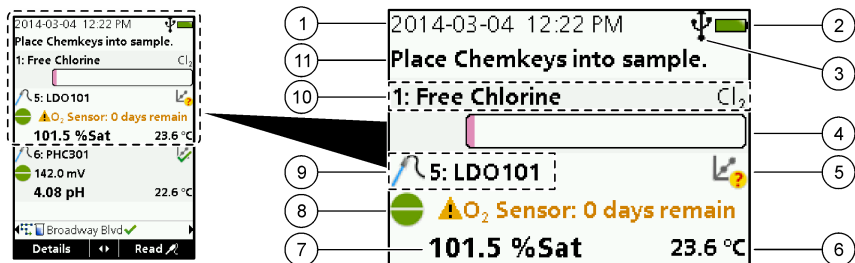 2014-03-04 12:22 PM
Place Chemkeys into sample.
1: Free Chlorine Cl₂
5: LDO101
O₂ Sensor: 0 days remain
101.5 %Sat 23.6 °C
6: PHC301
142.0 mV
4.08 pH 22.6 °C
Broadway Blvd
Details Read
1
11
10
9
8
7
2014-03-04 12:22 PM
Place Chemkeys into sample.
1: Free Chlorine Cl₂
5: LDO101
?
O₂ Sensor: 0 days remain
101.5 %Sat 23.6 °C
2
3
4
5
6